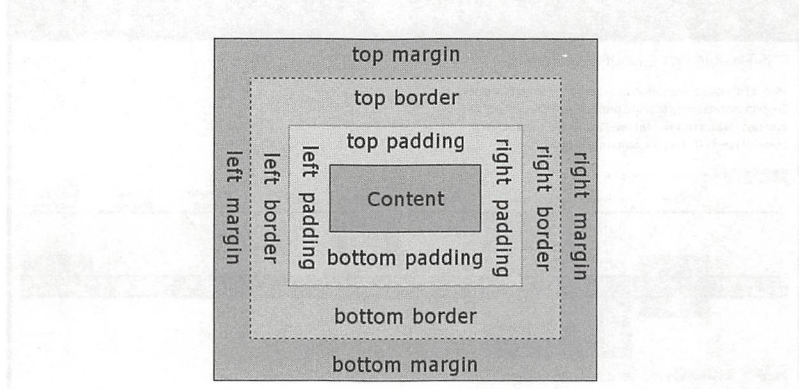 top margin
top border
top padding
left margin
left border
left padding
Content
right padding
right border
right margin
bottom padding
bottom border
bottom margin